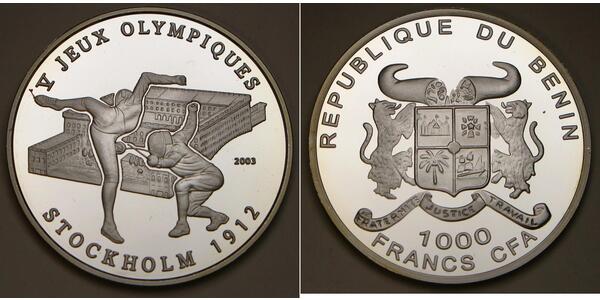 V JEUX OLYMPIQUES
2003
STOCKHOLM 1912
REPUBLIQUE DU BENIN
FRATERNITE JUSTICE TRAVAIL
1000
FRANCS CFA